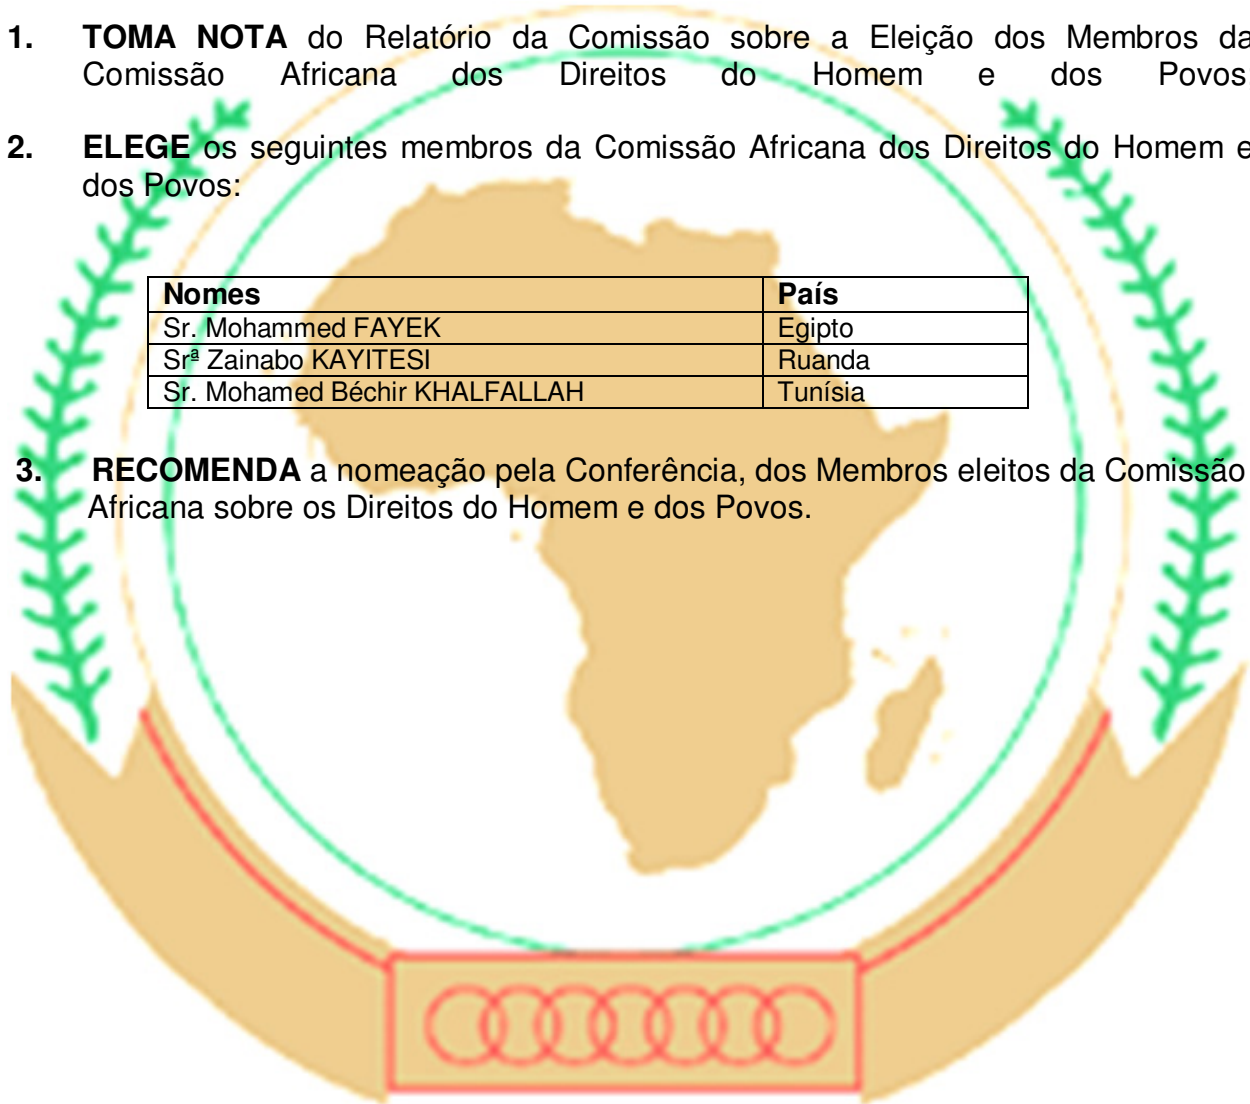 1. TOMA NOTA do Relatório da Comissão sobre a Eleição dos Membros da
Comissão Africana dos Direitos do Homem e dos Povos;
2. ELEGE os seguintes membros da Comissão Africana dos Direitos do Homem e
dos Povos:
Nomes País
Sr. Mohammed FAYEK Egipto
Srª Zainabo KAYITESI Ruanda
Sr. Mohamed Béchir KHALFALLAH Tunísia
3. RECOMENDA a nomeação pela Conferência, dos Membros eleitos da Comissão
Africana sobre os Direitos do Homem e dos Povos.